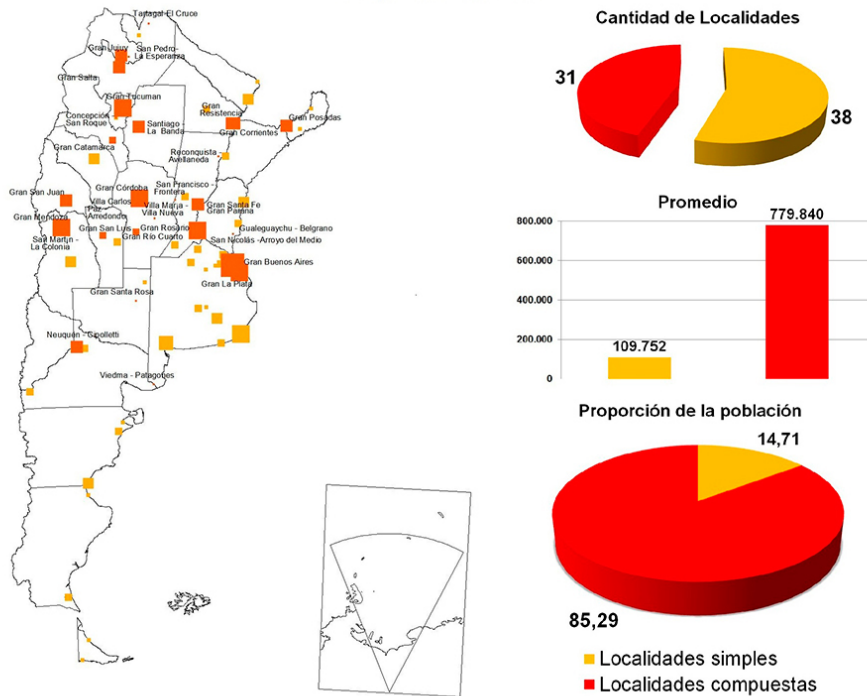 Tartagal-El Cruce
Gran Jujuy
San Pedro-
La Esperanza
Gran Salta
Gran Tucuman
Concepción
San Roque
Santiago -
La Banda
Gran
Resistencia
Gran Corrientes
Gran Posadas
Gran Catamarca
Reconquista -
Avellaneda
Gran San Juan
Gran Córdoba
Villa Carlos
Paz
Arredondo
San Francisco -
Frontera
Villa Maria -
Villa Nueva
Gran Santa Fe
Gran Parana
Gran Mendoza
San Martin -
La Colonia
Gran San Luis
Gran Río Cuarto
Gran Rosario
Gualeguaychu - Belgrano
San Nicolás -Arroyo del Medio
Gran Buenos Aires
Gran La Plata
Gran Santa Rosa
Neuquén - Cipolletti
Viedma - Patagones
Cantidad de Localidades
31
38
Promedio
800.000
600.000
400.000
200.000
0
109.752
779.840
Proporción de la población
14,71
85,29
Localidades simples
Localidades compuestas